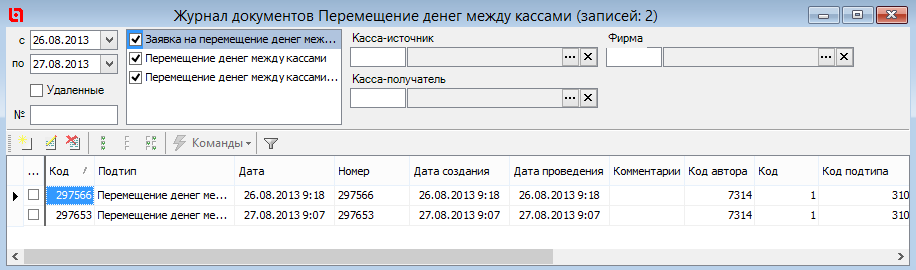 Журнал документов Перемещение денег между кассами (записей: 2)
с 26.08.2013
по 27.08.2013
Удаленные
№
Заявка на перемещение денег меж...
Перемещение денег между кассами
Перемещение денег между кассами...
Касса-источник
Касса-получатель
Фирма
Команды
... Код Подтип Дата Номер Дата создания Дата проведения Комментарии Код автора Код Код подтипа
297566 Перемещение денег ме... 26.08.2013 9:18 297566 26.08.2013 9:18 26.08.2013 9:18 7314 1 310
297653 Перемещение денег ме... 27.08.2013 9:07 297653 27.08.2013 9:07 27.08.2013 9:07 7314 1 310